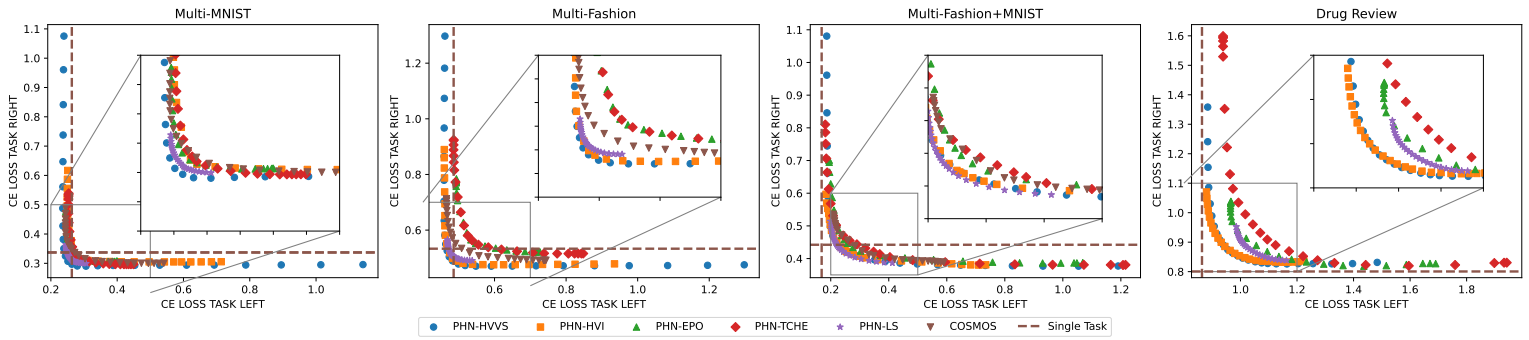 Multi-MNIST
1.1
1.0
0.9
0.8
0.7
0.6
0.5
0.4
0.3
0.2 0.4 0.6 0.8 1.0
CE LOSS TASK RIGHT
CE LOSS TASK LEFT
Multi-Fashion
1.2
1.0
0.8
0.6
0.6 0.8 1.0 1.2
CE LOSS TASK RIGHT
CE LOSS TASK LEFT
Multi-Fashion+MNIST
1.1
1.0
0.9
0.8
0.7
0.6
0.5
0.4
0.2 0.4 0.6 0.8 1.0 1.2
CE LOSS TASK RIGHT
CE LOSS TASK LEFT
Drug Review
1.6
1.5
1.4
1.3
1.2
1.1
1.0
0.9
0.8
1.0 1.2 1.4 1.6 1.8
CE LOSS TASK RIGHT
CE LOSS TASK LEFT
PHN-HVVS PHN-HVI PHN-EPO PHN-TCHE PHN-LS COSMOS Single Task